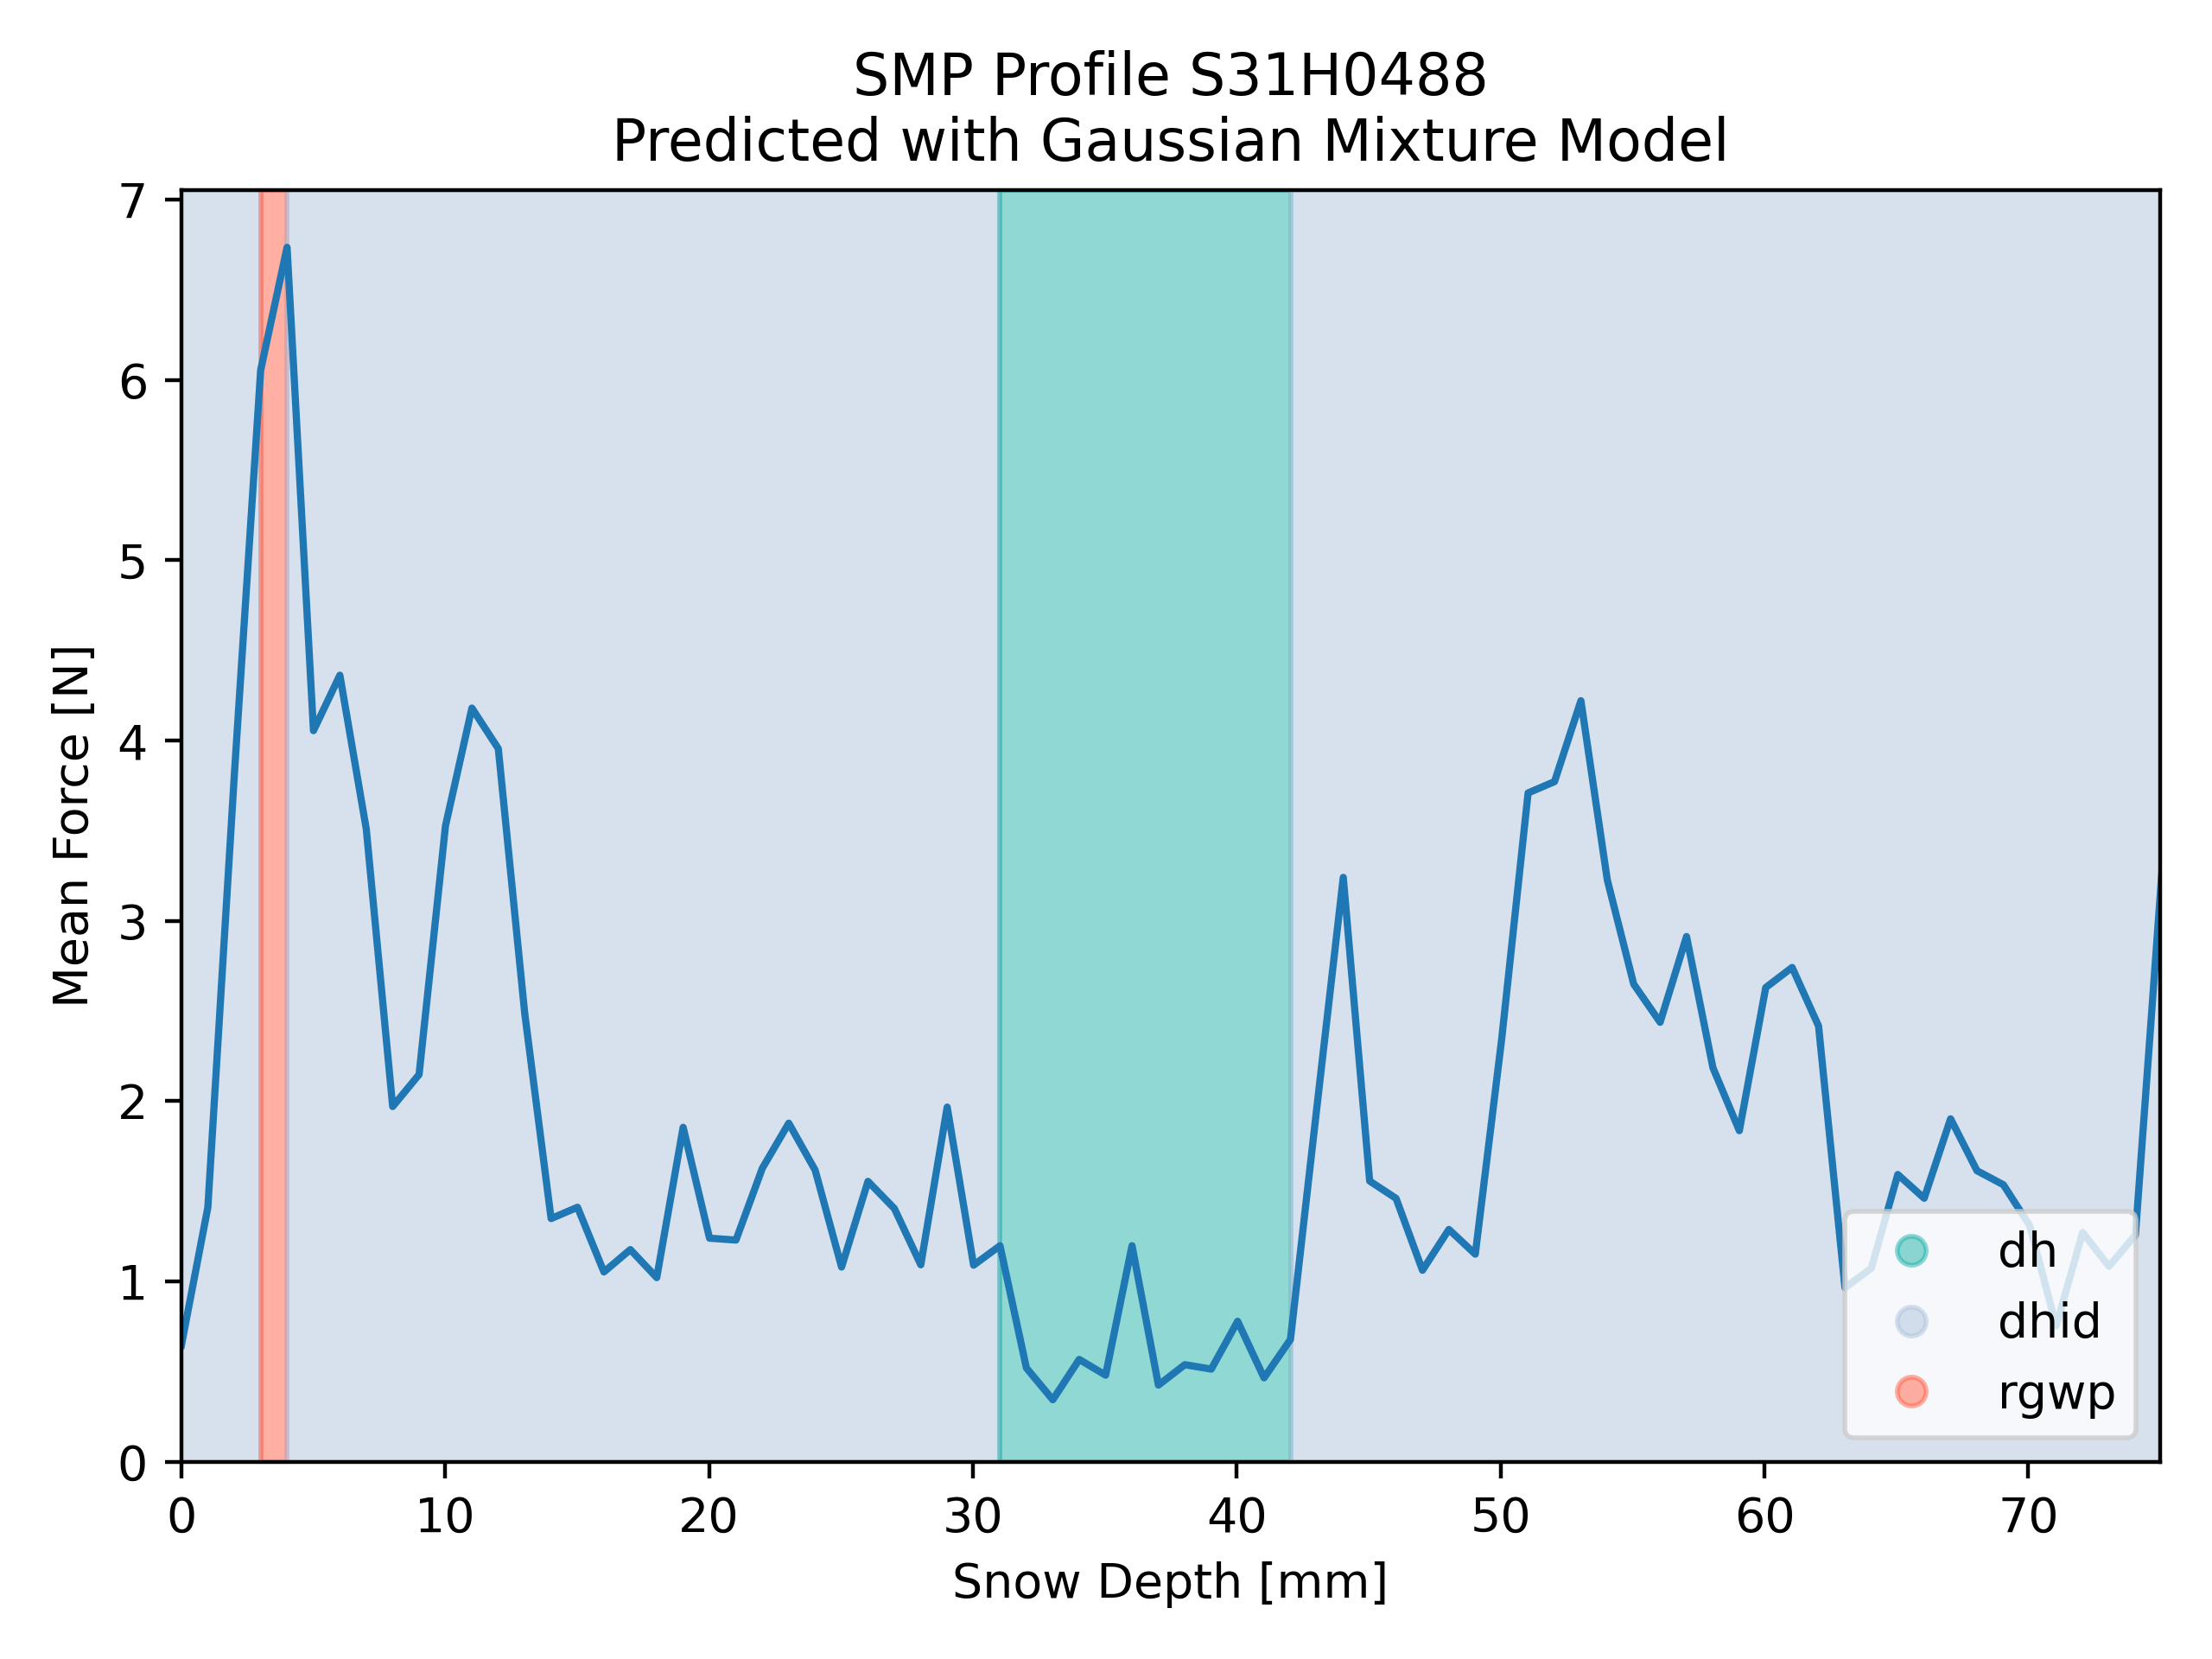 SMP Profile S31H0488
Predicted with Gaussian Mixture Model
7
6
5
4
3
2
1
0
Mean Force [N]
dh
dhid
rgwp
0 10 20 30 40 50 60 70
Snow Depth [mm]